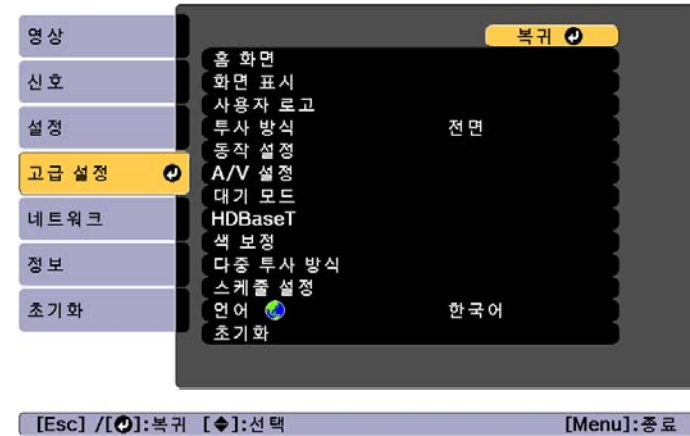 영상
신호
설정
고급 설정
네트워크
정보
초기화
복귀
홈 화면
화면 표시
사용자 로고
투사 방식 전면
동작 설정
A/V 설정
대기 모드
HDBaseT
색 보정
다중 투사 방식
스케줄 설정
언어 한국어
초기화
[Esc] /[⏎]:복귀 [◆]:선택 [Menu]:종료